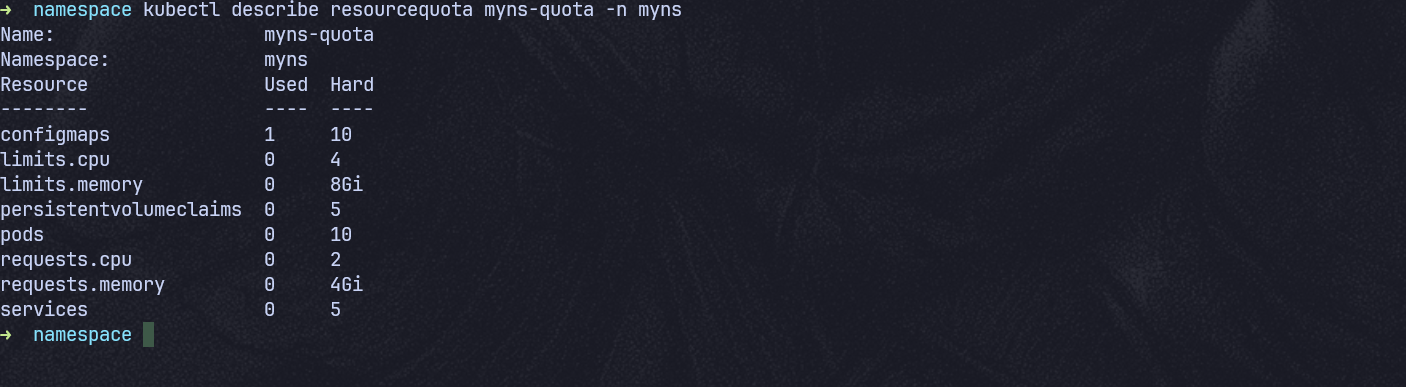 →  namespace kubectl describe resourcequota myns-quota -n myns
Name:                   myns-quota
Namespace:              myns
Resource                Used  Hard
--------                ----  ----
configmaps              1     10
limits.cpu              0     4
limits.memory           0     8Gi
persistentvolumeclaims  0     5
pods                    0     10
requests.cpu            0     2
requests.memory         0     4Gi
services                0     5
→  namespace